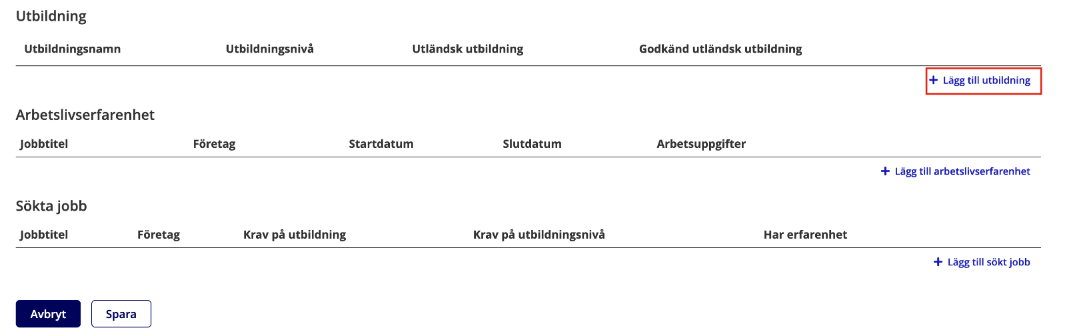 Utbildning
Utbildningsnamn Utbildningsnivå Utländsk utbildning Godkänd utländsk utbildning
+ Lägg till utbildning
Arbetslivserfarenhet
Jobbtitel Företag Startdatum Slutdatum Arbetsuppgifter
+ Lägg till arbetslivserfarenhet
Sökta jobb
Jobbtitel Företag Krav på utbildning Krav på utbildningsnivå Har erfarenhet
+ Lägg till sökt jobb
Avbryt Spara